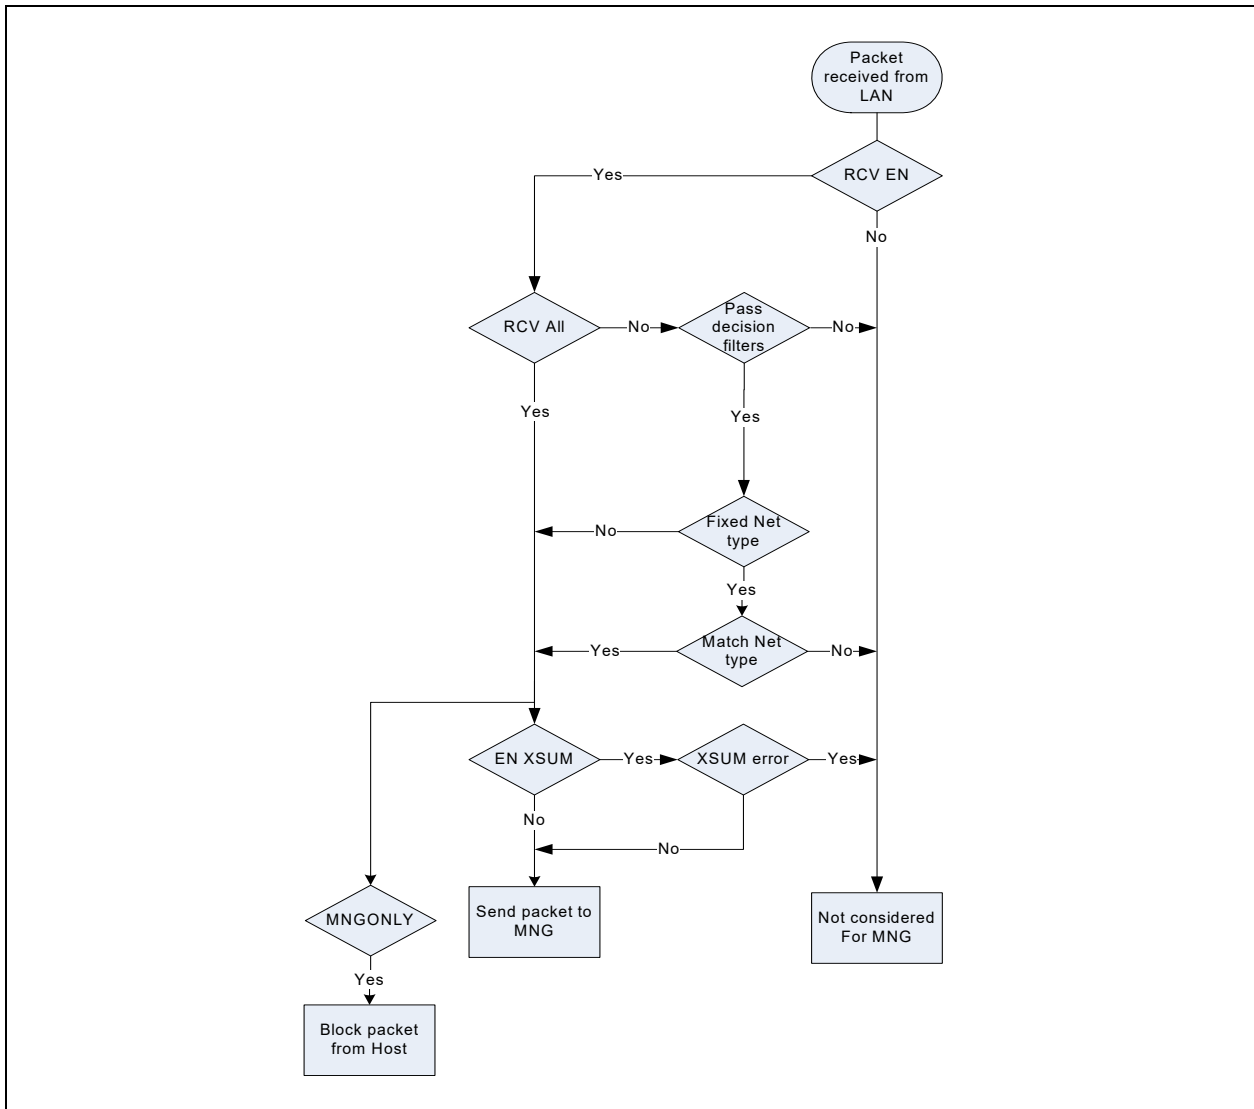 Packet
received from
LAN
Yes
RCV EN
No
RCV All
No
Pass
decision
filters
No
Yes
Yes
No
Fixed Net
type
Yes
Yes
Match Net
type
No
EN XSUM
Yes
XSUM error
Yes
No
No
MNGONLY
Send packet to
MNG
Not considered
For MNG
Yes
Block packet
from Host